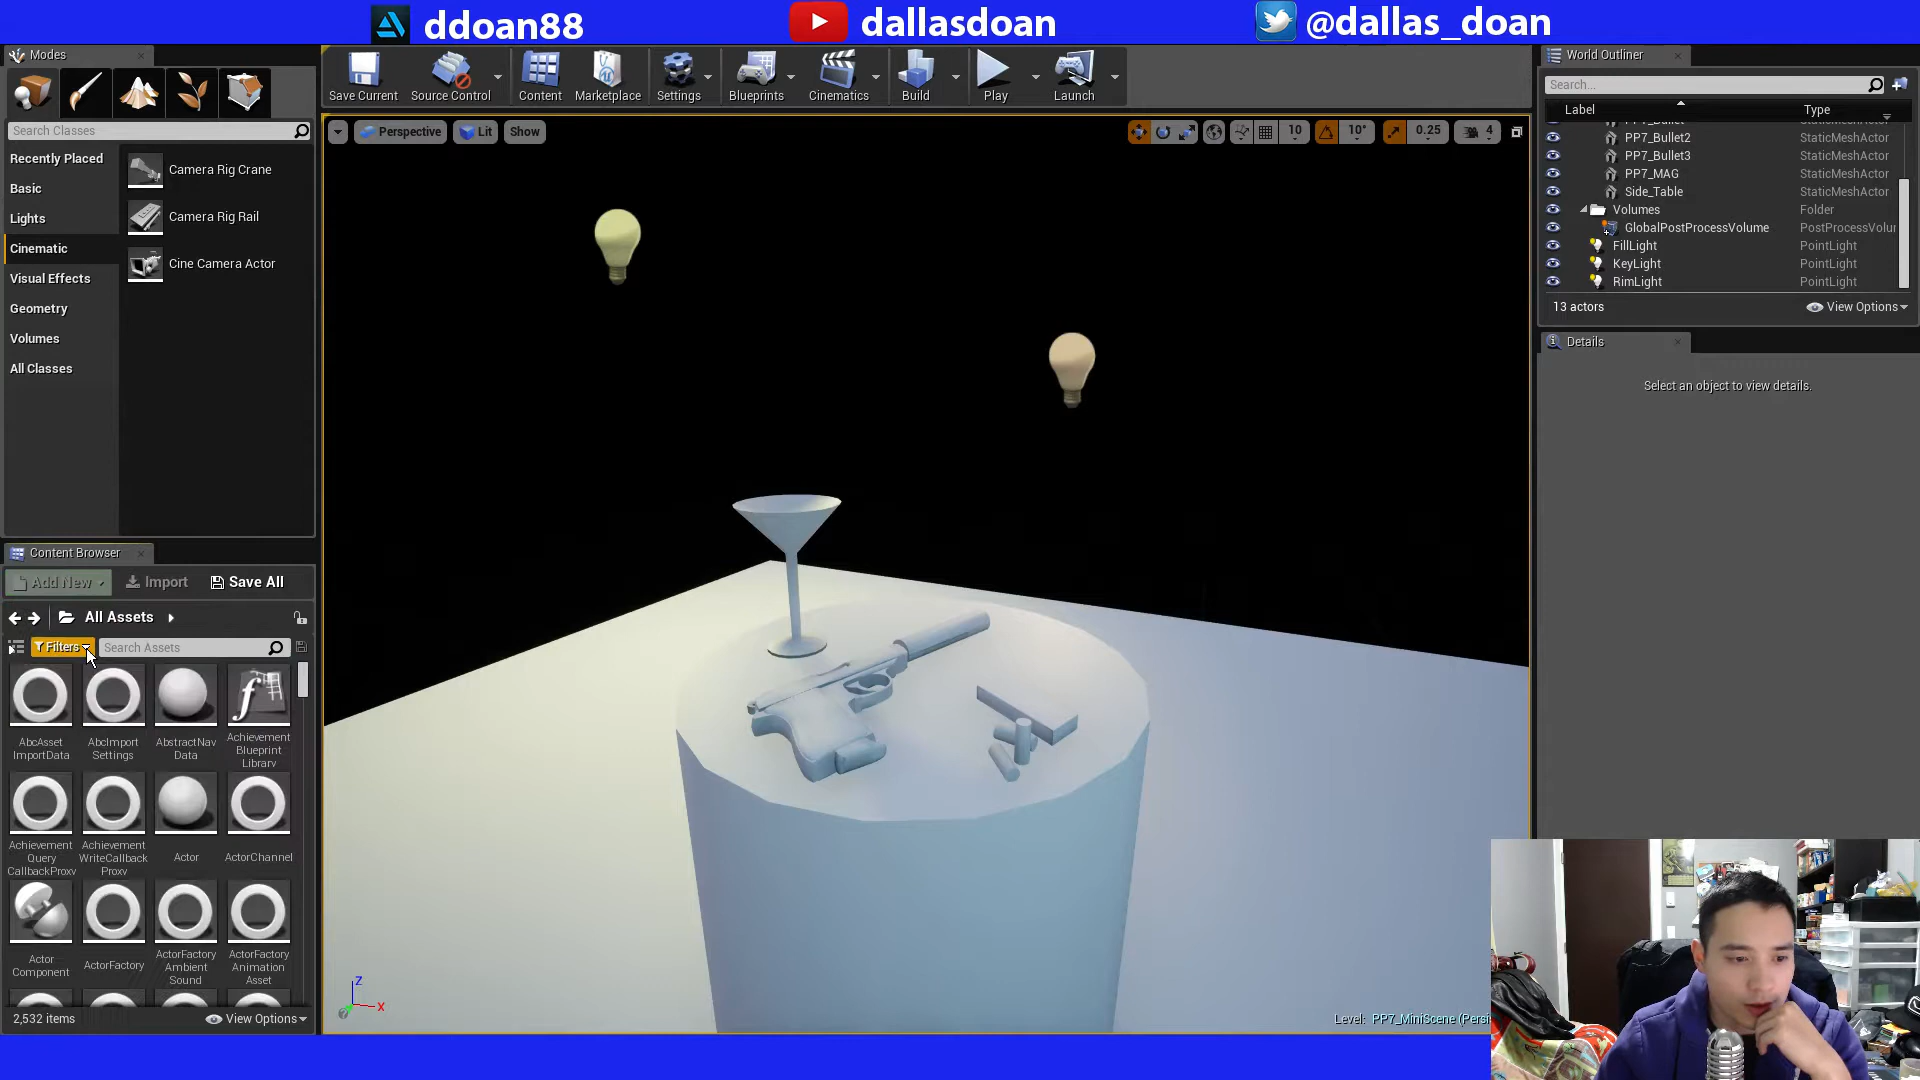 ddoan88
dallasdoan
@dallas_doan
Modes
Search Classes
Recently Placed
Basic
Lights
Cinematic
Visual Effects
Geometry
Volumes
All Classes
Camera Rig Crane
Camera Rig Rail
Cine Camera Actor
Save Current
Source Control
Content
Marketplace
Settings
Blueprints
Cinematics
Build
Play
Launch
Perspective
Lit
Show
10
10°
0.25
4
World Outliner
Search...
Label
Type
PP7_Bullet StaticMeshActor
PP7_Bullet2 StaticMeshActor
PP7_Bullet3 StaticMeshActor
PP7_MAG StaticMeshActor
Side_Table StaticMeshActor
Volumes Folder
GlobalPostProcessVolume PostProcessVolu
FillLight PointLight
KeyLight PointLight
RimLight PointLight
13 actors
View Options
Details
Select an object to view details.
Content Browser
Add New
Import
Save All
All Assets
Filters
Search Assets
AbcAsset
ImportData
AbcImport
Settings
AbstractNav
Data
Achievement
Blueprint
Library
Achievement
Query
CallbackProxy
Achievement
WriteCallback
Proxy
Actor
ActorChannel
Actor
Component
ActorFactory
ActorFactory
Ambient
Sound
ActorFactory
Animation
Asset
2,532 items
View Options
Z
X
Level: PP7_MiniScene (Persi